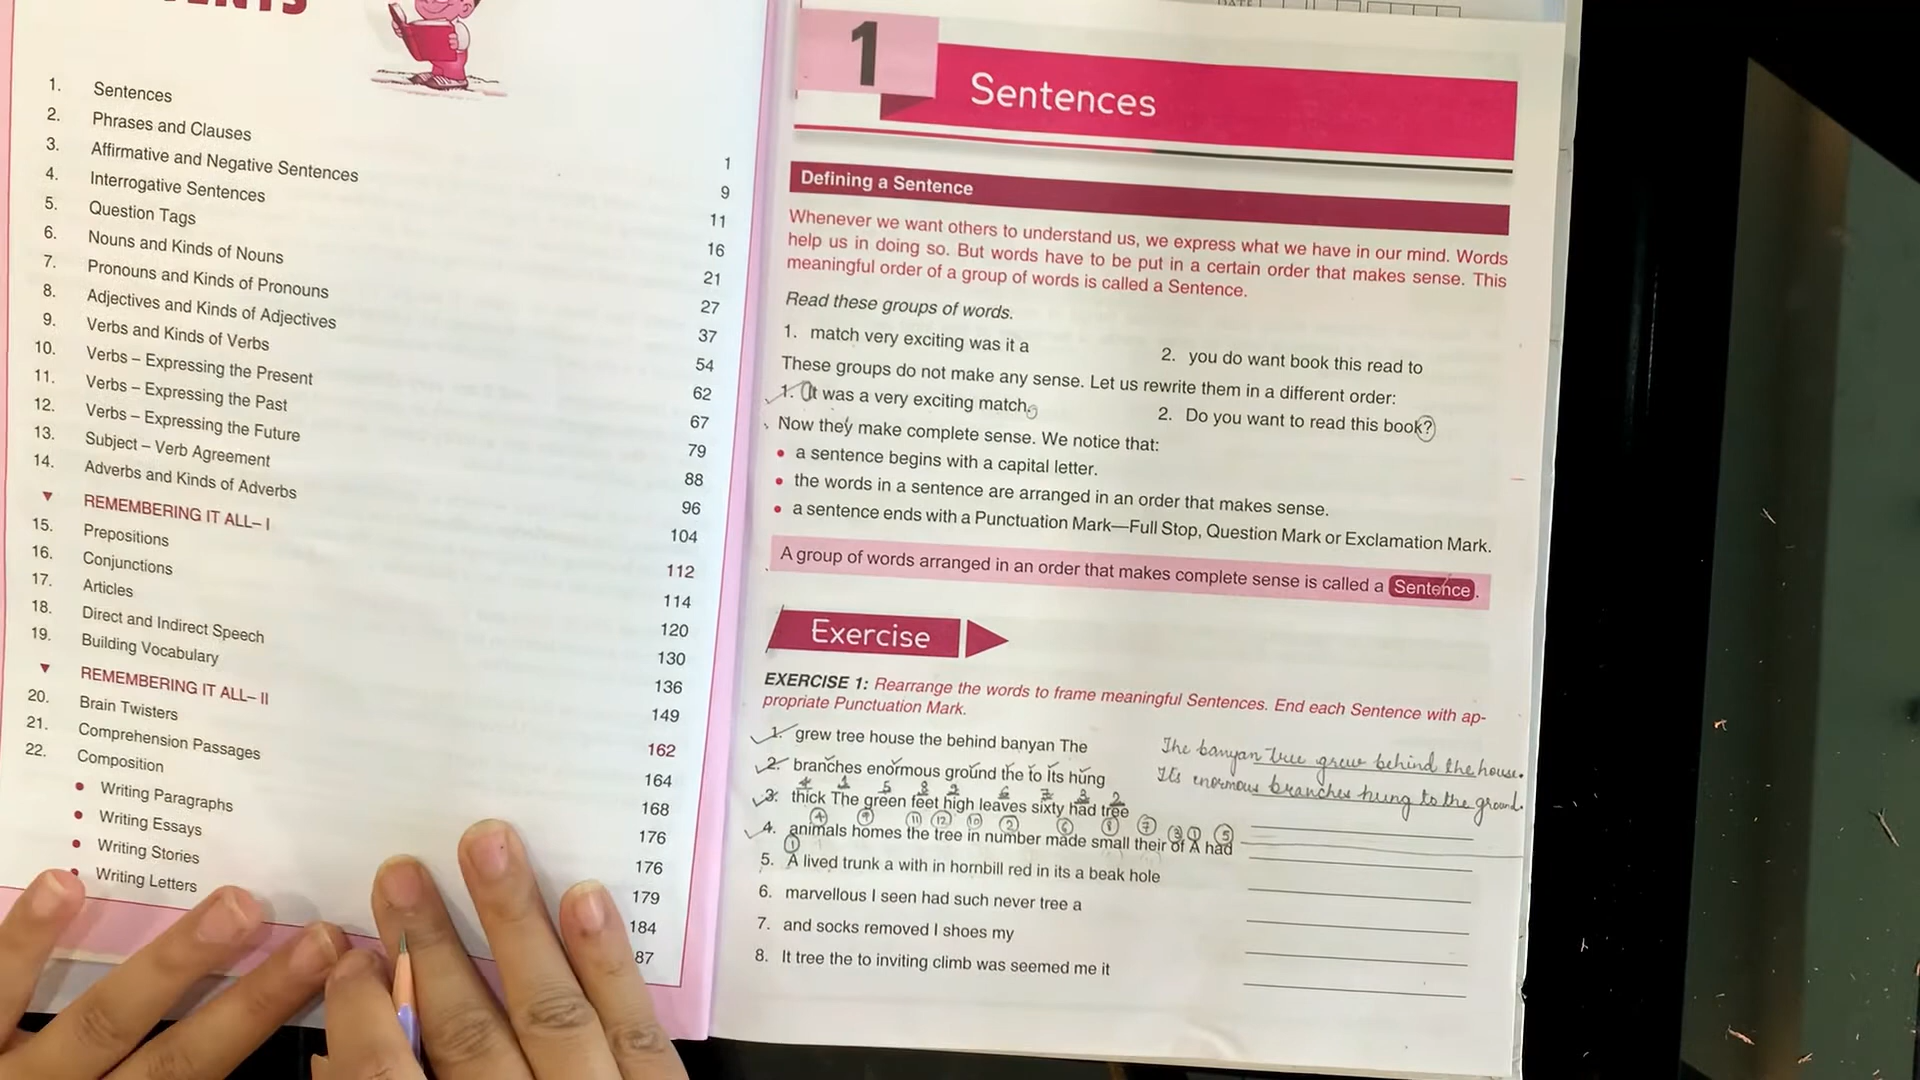 1. Sentences
2. Phrases and Clauses
3. Affirmative and Negative Sentences 1
4. Interrogative Sentences 9
5. Question Tags 11
6. Nouns and Kinds of Nouns 16
7. Pronouns and Kinds of Pronouns 21
8. Adjectives and Kinds of Adjectives 27
9. Verbs and Kinds of Verbs 37
10. Verbs – Expressing the Present 54
11. Verbs – Expressing the Past 62
12. Verbs – Expressing the Future 67
13. Subject – Verb Agreement 79
14. Adverbs and Kinds of Adverbs 88
▼ REMEMBERING IT ALL– I 96
15. Prepositions 104
16. Conjunctions 112
17. Articles 114
18. Direct and Indirect Speech 120
19. Building Vocabulary 130
▼ REMEMBERING IT ALL– II 136
20. Brain Twisters 149
21. Comprehension Passages 162
22. Composition 164
• Writing Paragraphs 168
• Writing Essays 176
• Writing Stories 176
• Writing Letters 179
184
87
1
Sentences
Defining a Sentence
Whenever we want others to understand us, we express what we have in our mind. Words
help us in doing so. But words have to be put in a certain order that makes sense. This
meaningful order of a group of words is called a Sentence.
Read these groups of words.
1. match very exciting was it a 2. you do want book this read to
These groups do not make any sense. Let us rewrite them in a different order:
1. It was a very exciting match. 2. Do you want to read this book?
Now they make complete sense. We notice that:
• a sentence begins with a capital letter.
• the words in a sentence are arranged in an order that makes sense.
• a sentence ends with a Punctuation Mark—Full Stop, Question Mark or Exclamation Mark.
A group of words arranged in an order that makes complete sense is called a Sentence.
Exercise
EXERCISE 1: Rearrange the words to frame meaningful Sentences. End each Sentence with ap-
propriate Punctuation Mark.
1. grew tree house the behind banyan The The banyan tree grew behind the house.
2. branches enormous ground the to Its hung Its enormous branches hung to the ground.
3. thick The green feet high leaves sixty had tree
4. animals homes the tree in number made small their of A had
5. A lived trunk a with in hornbill red in its a beak hole
6. marvellous I seen had such never tree a
7. and socks removed I shoes my
8. It tree the to inviting climb was seemed me it